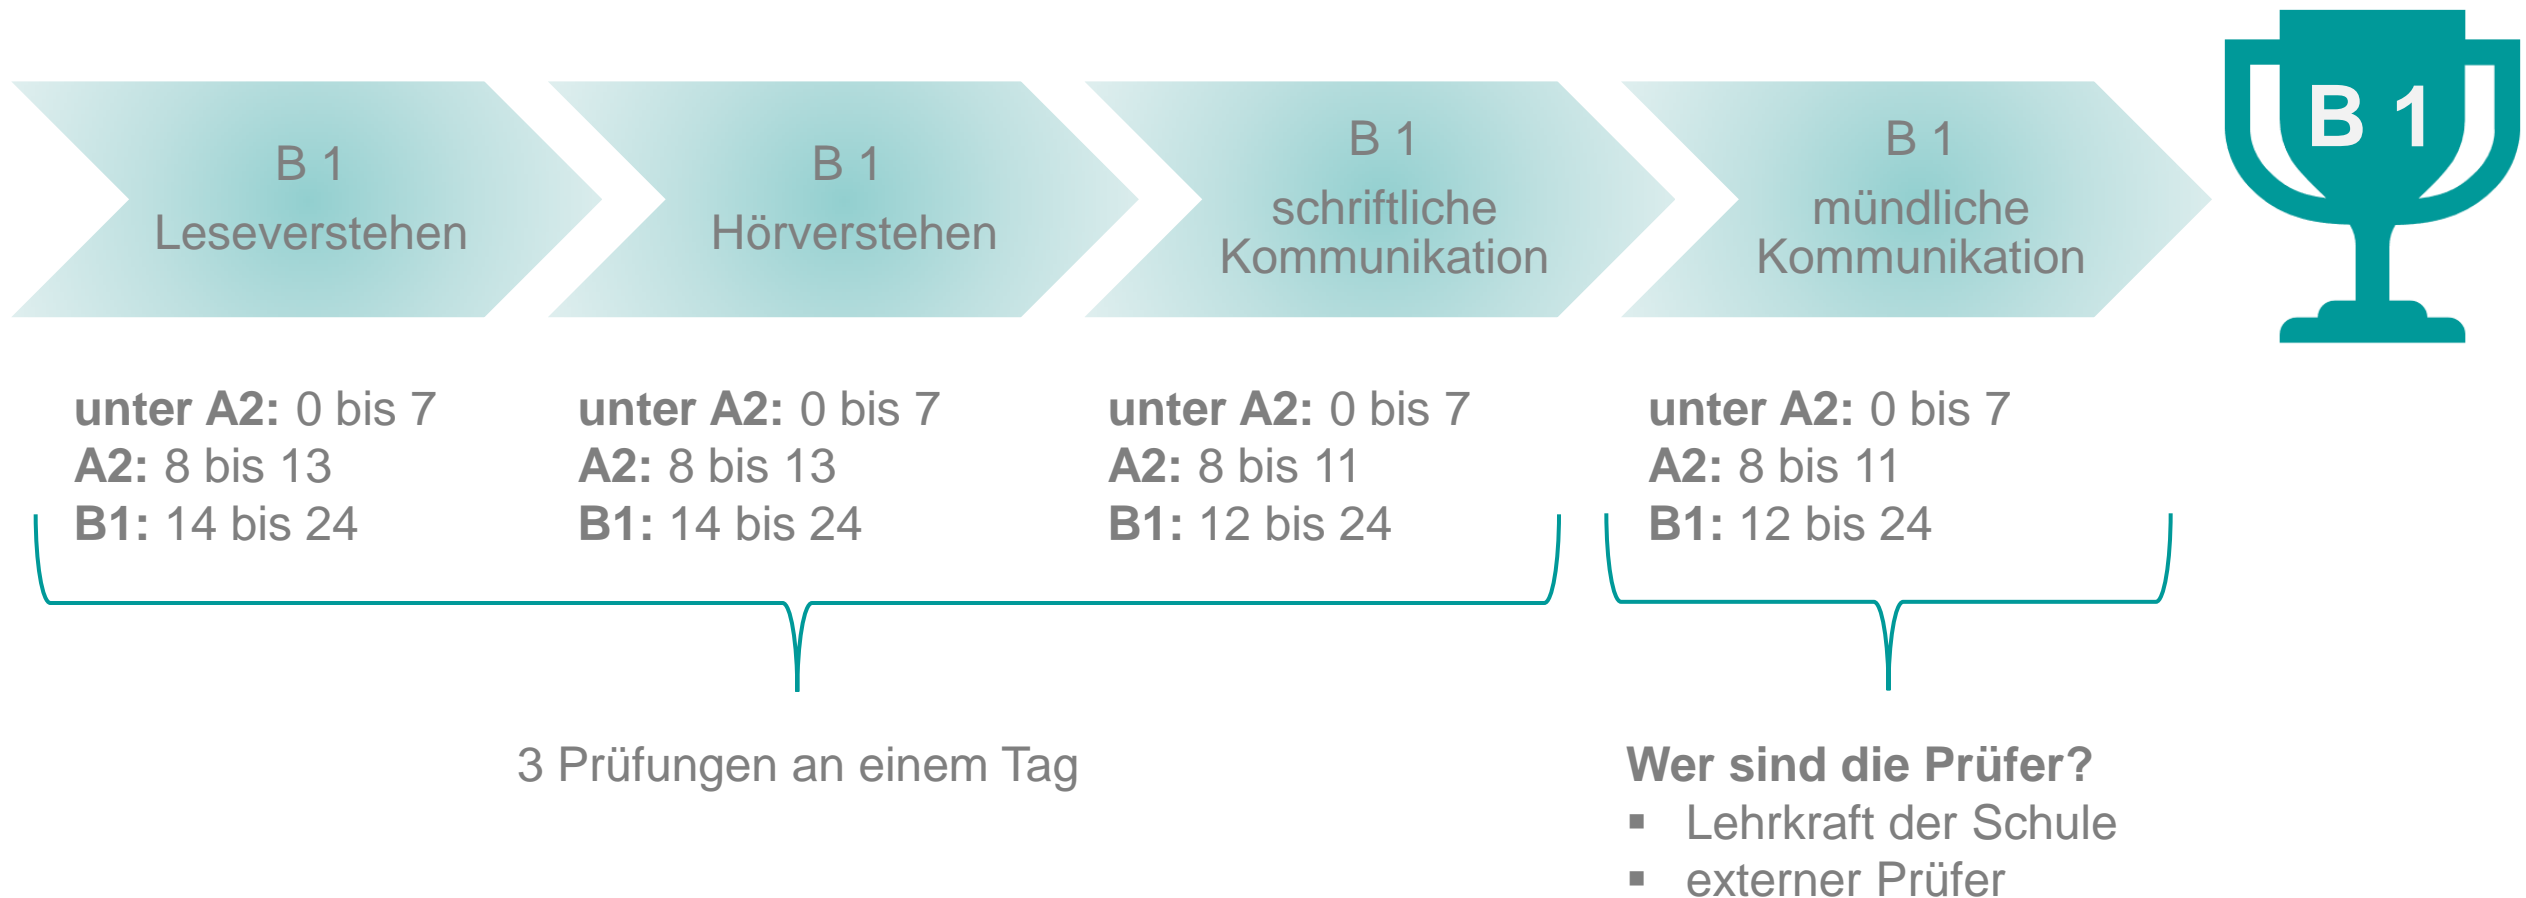 B 1
Leseverstehen
B 1
Hörverstehen
B 1
schriftliche
Kommunikation
B 1
mündliche
Kommunikation
B 1
unter A2: 0 bis 7
A2: 8 bis 13
B1: 14 bis 24
unter A2: 0 bis 7
A2: 8 bis 13
B1: 14 bis 24
unter A2: 0 bis 7
A2: 8 bis 11
B1: 12 bis 24
unter A2: 0 bis 7
A2: 8 bis 11
B1: 12 bis 24
3 Prüfungen an einem Tag
Wer sind die Prüfer?
▪ Lehrkraft der Schule
▪ externer Prüfer